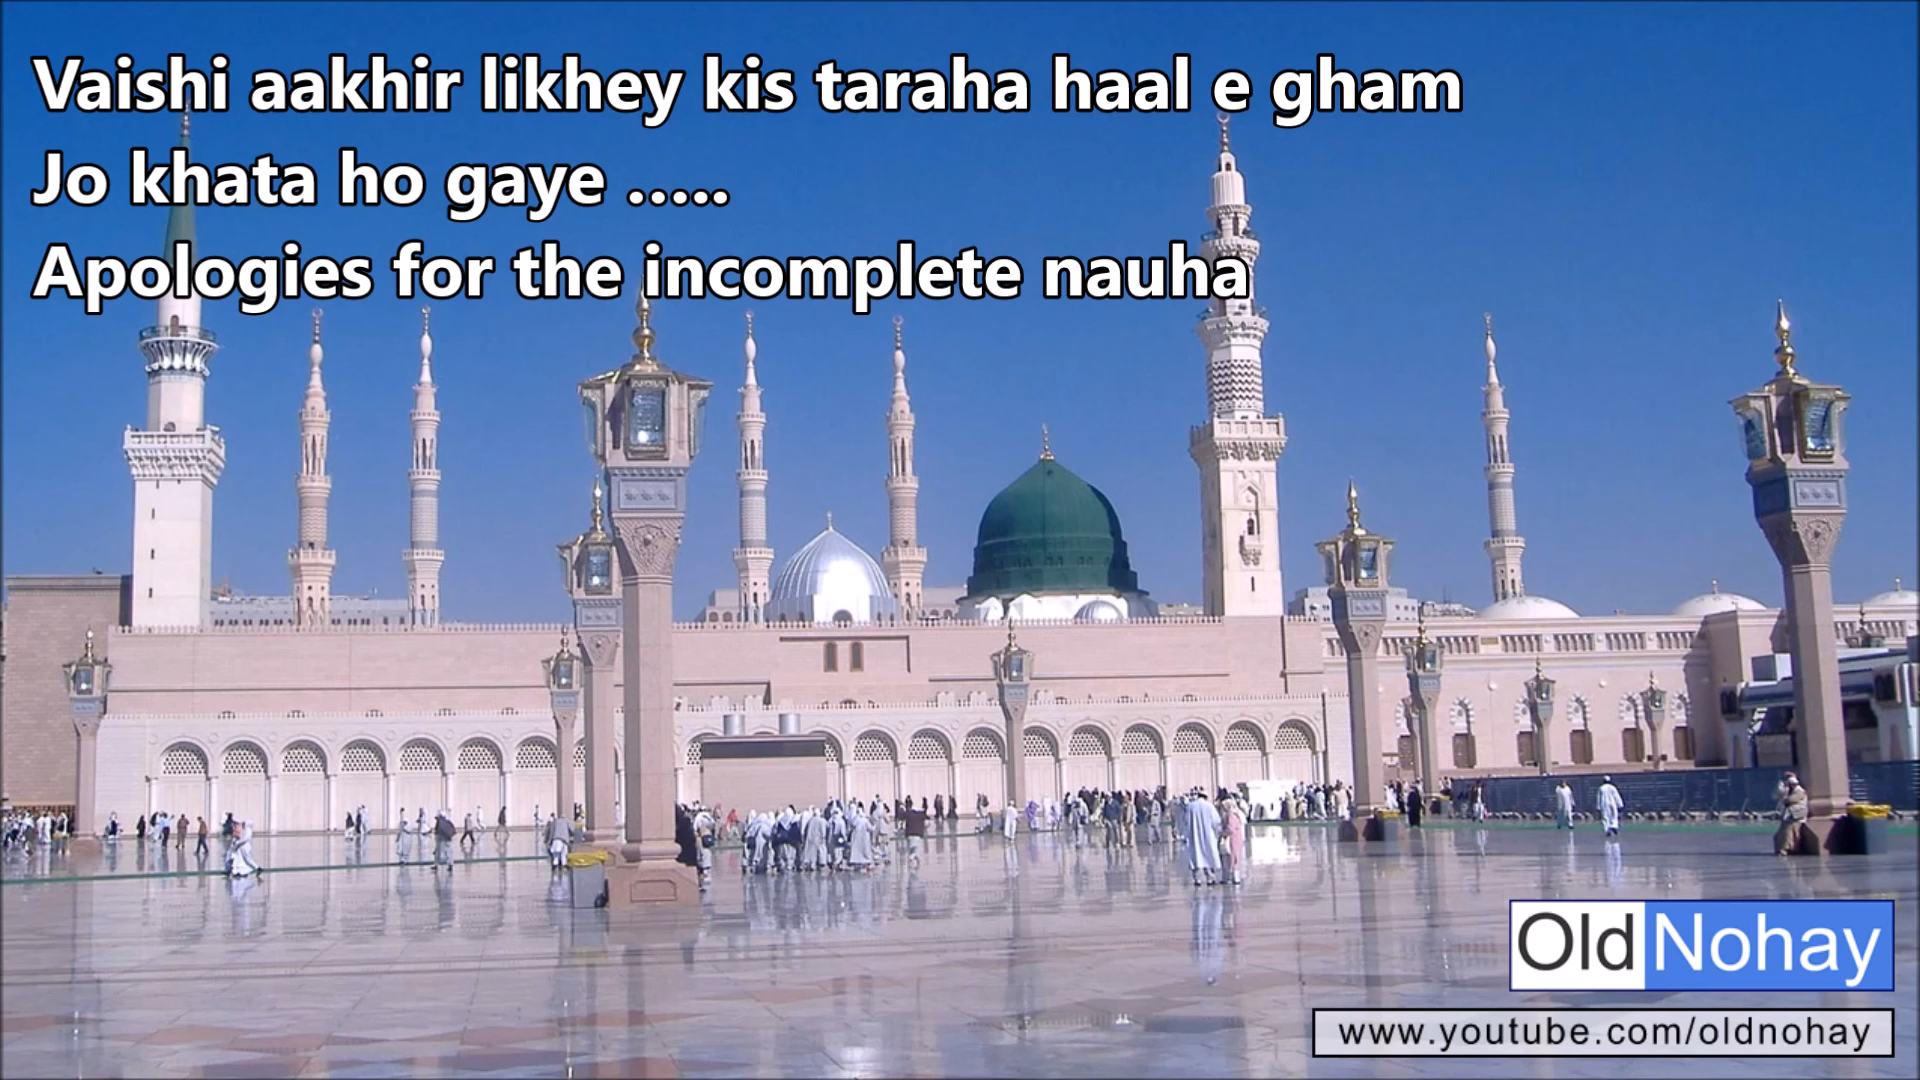 Vaishi aakhir likhey kis taraha haal e gham
Jo khata ho gaye .....
Apologies for the incomplete nauha
OldNohay
www.youtube.com/oldnohay